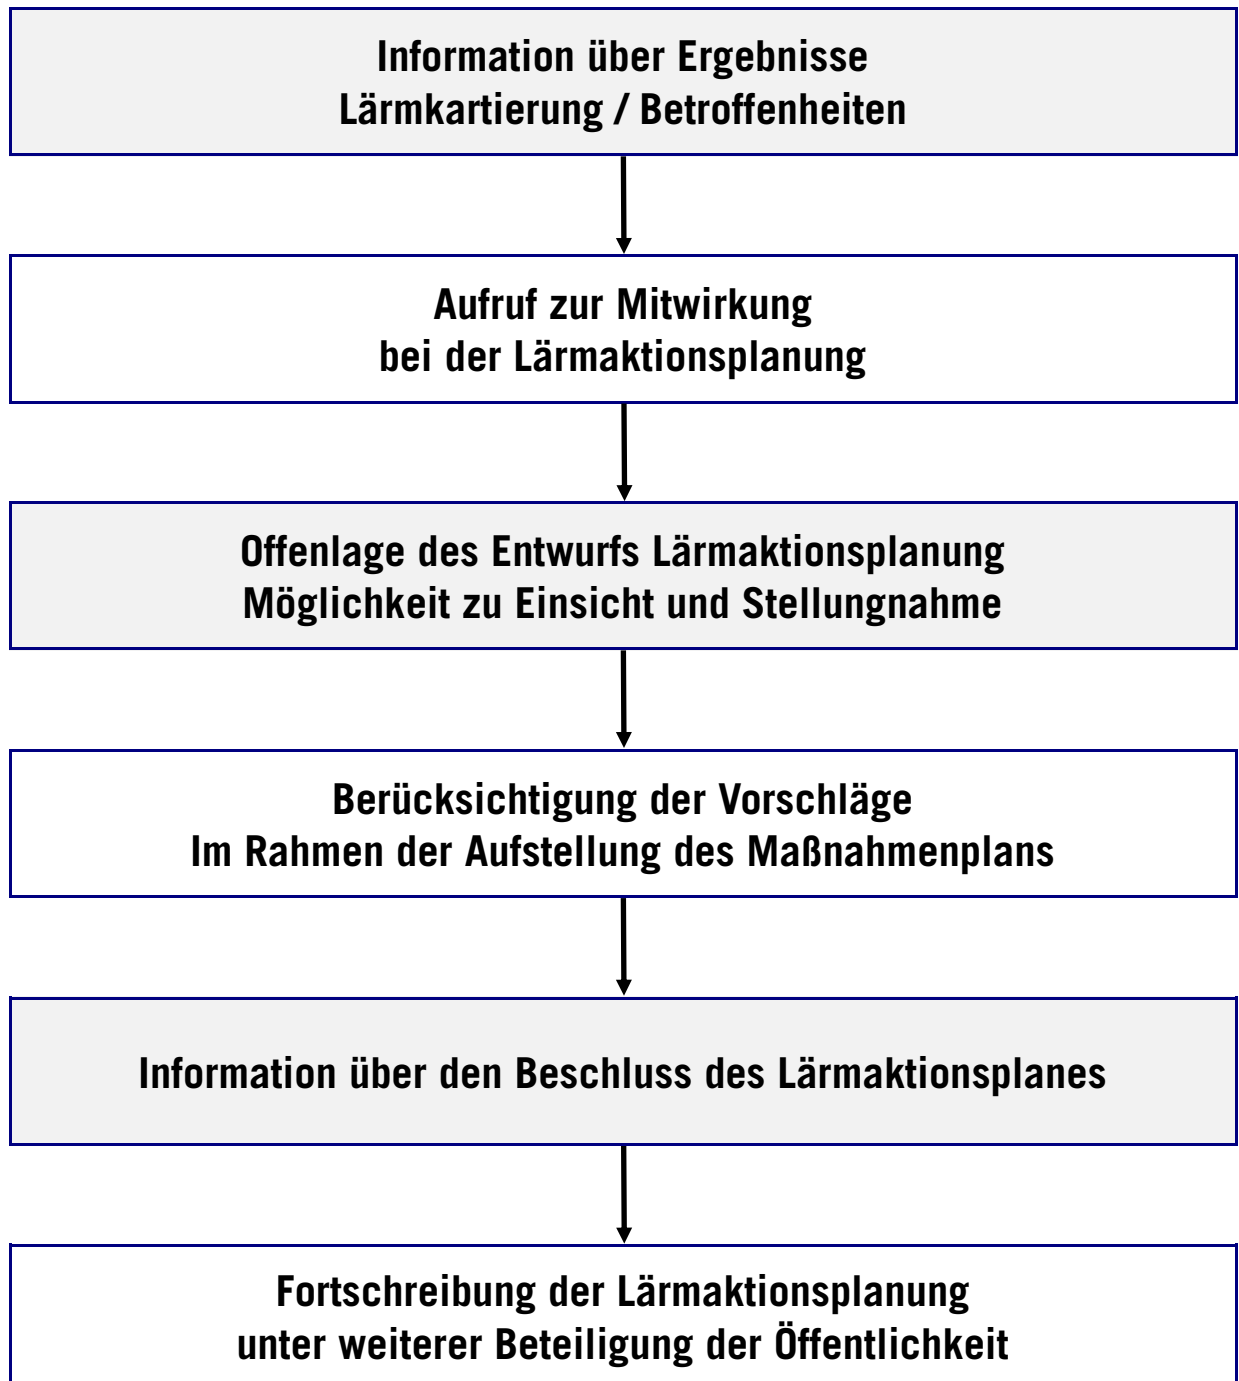 Information über Ergebnisse
Lärmkartierung / Betroffenheiten
Aufruf zur Mitwirkung
bei der Lärmaktionsplanung
Offenlage des Entwurfs Lärmaktionsplanung
Möglichkeit zu Einsicht und Stellungnahme
Berücksichtigung der Vorschläge
Im Rahmen der Aufstellung des Maßnahmenplans
Information über den Beschluss des Lärmaktionsplanes
Fortschreibung der Lärmaktionsplanung
unter weiterer Beteiligung der Öffentlichkeit